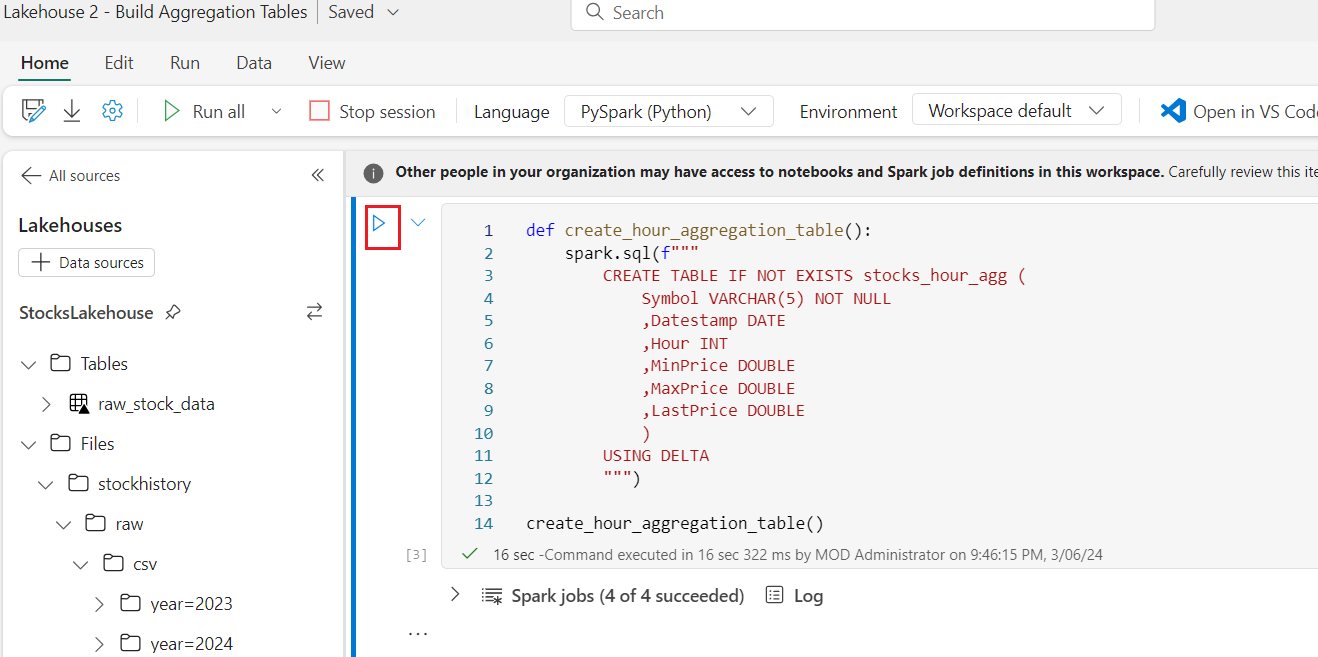 Lakehouse 2 - Build Aggregation Tables Saved
Search
Home Edit Run Data View
Run all Stop session Language PySpark (Python) Environment Workspace default Open in VS Cod
All sources
Lakehouses
Data sources
StocksLakehouse
Tables
raw_stock_data
Files
stockhistory
raw
csv
year=2023
year=2024
Other people in your organization may have access to notebooks and Spark job definitions in this workspace. Carefully review this ite
1 def create_hour_aggregation_table():
2 spark.sql(f"""
3 CREATE TABLE IF NOT EXISTS stocks_hour_agg (
4 Symbol VARCHAR(5) NOT NULL
5 ,Datestamp DATE
6 ,Hour INT
7 ,MinPrice DOUBLE
8 ,MaxPrice DOUBLE
9 ,LastPrice DOUBLE
10 )
11 USING DELTA
12 """)
13
14 create_hour_aggregation_table()
[3] 16 sec -Command executed in 16 sec 322 ms by MOD Administrator on 9:46:15 PM, 3/06/24
Spark jobs (4 of 4 succeeded) Log
...